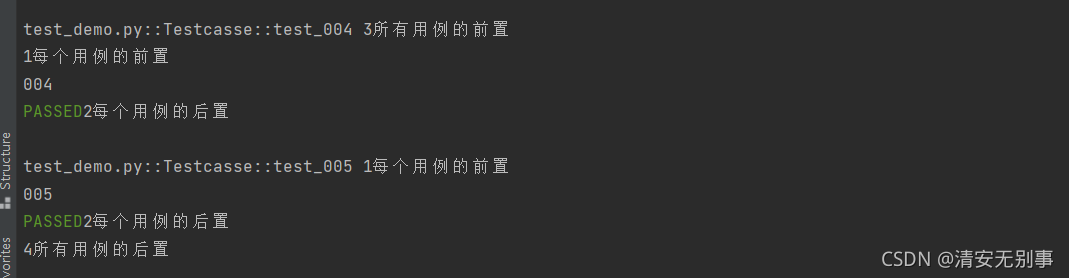 test_demo.py::Testcasse::test_004 3所有用例的前置
1每个用例的前置
004
PASSED2每个用例的后置
test_demo.py::Testcasse::test_005 1每个用例的前置
005
PASSED2每个用例的后置
4所有用例的后置
Structure
vorites
CSDN @清安无别事